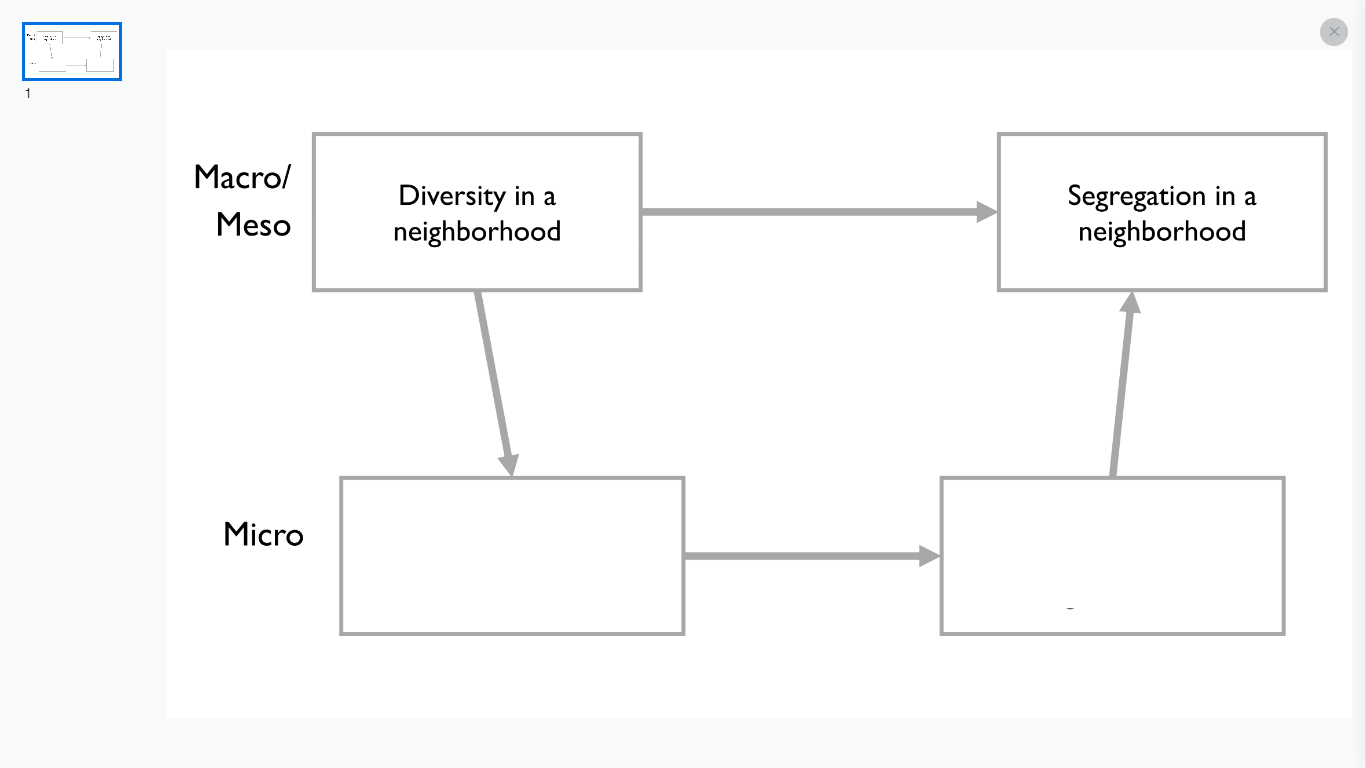 1
Macro/
Meso
Diversity in a
neighborhood
Segregation in a
neighborhood
Micro